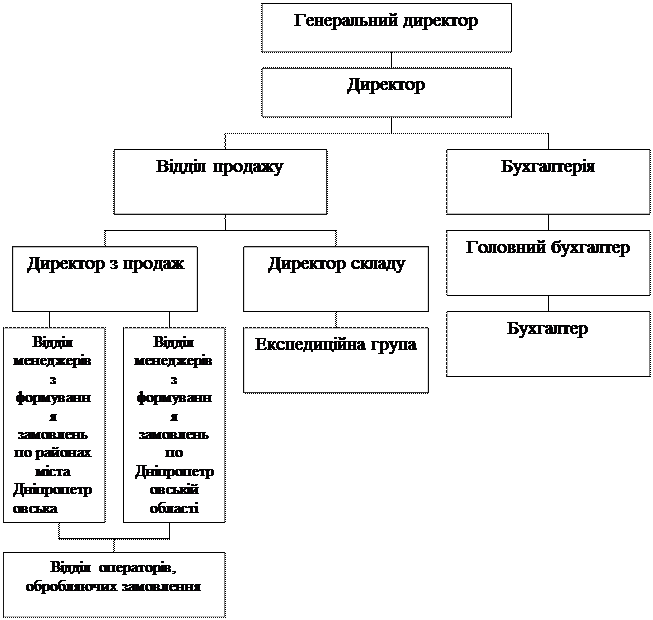 Генеральний директор
Директор
Відділ продажу
Бухгалтерія
Директор з продаж
Директор складу
Головний бухгалтер
Відділ
менеджерів
з
формуванн
я
замовлень
по районах
міста
Дніпропетр
овська
Відділ
менеджерів
з
формуванн
я
замовлень
по
Дніпропетр
овській
області
Експедиційна група
Бухгалтер
Відділ операторів,
обробляючих замовлення